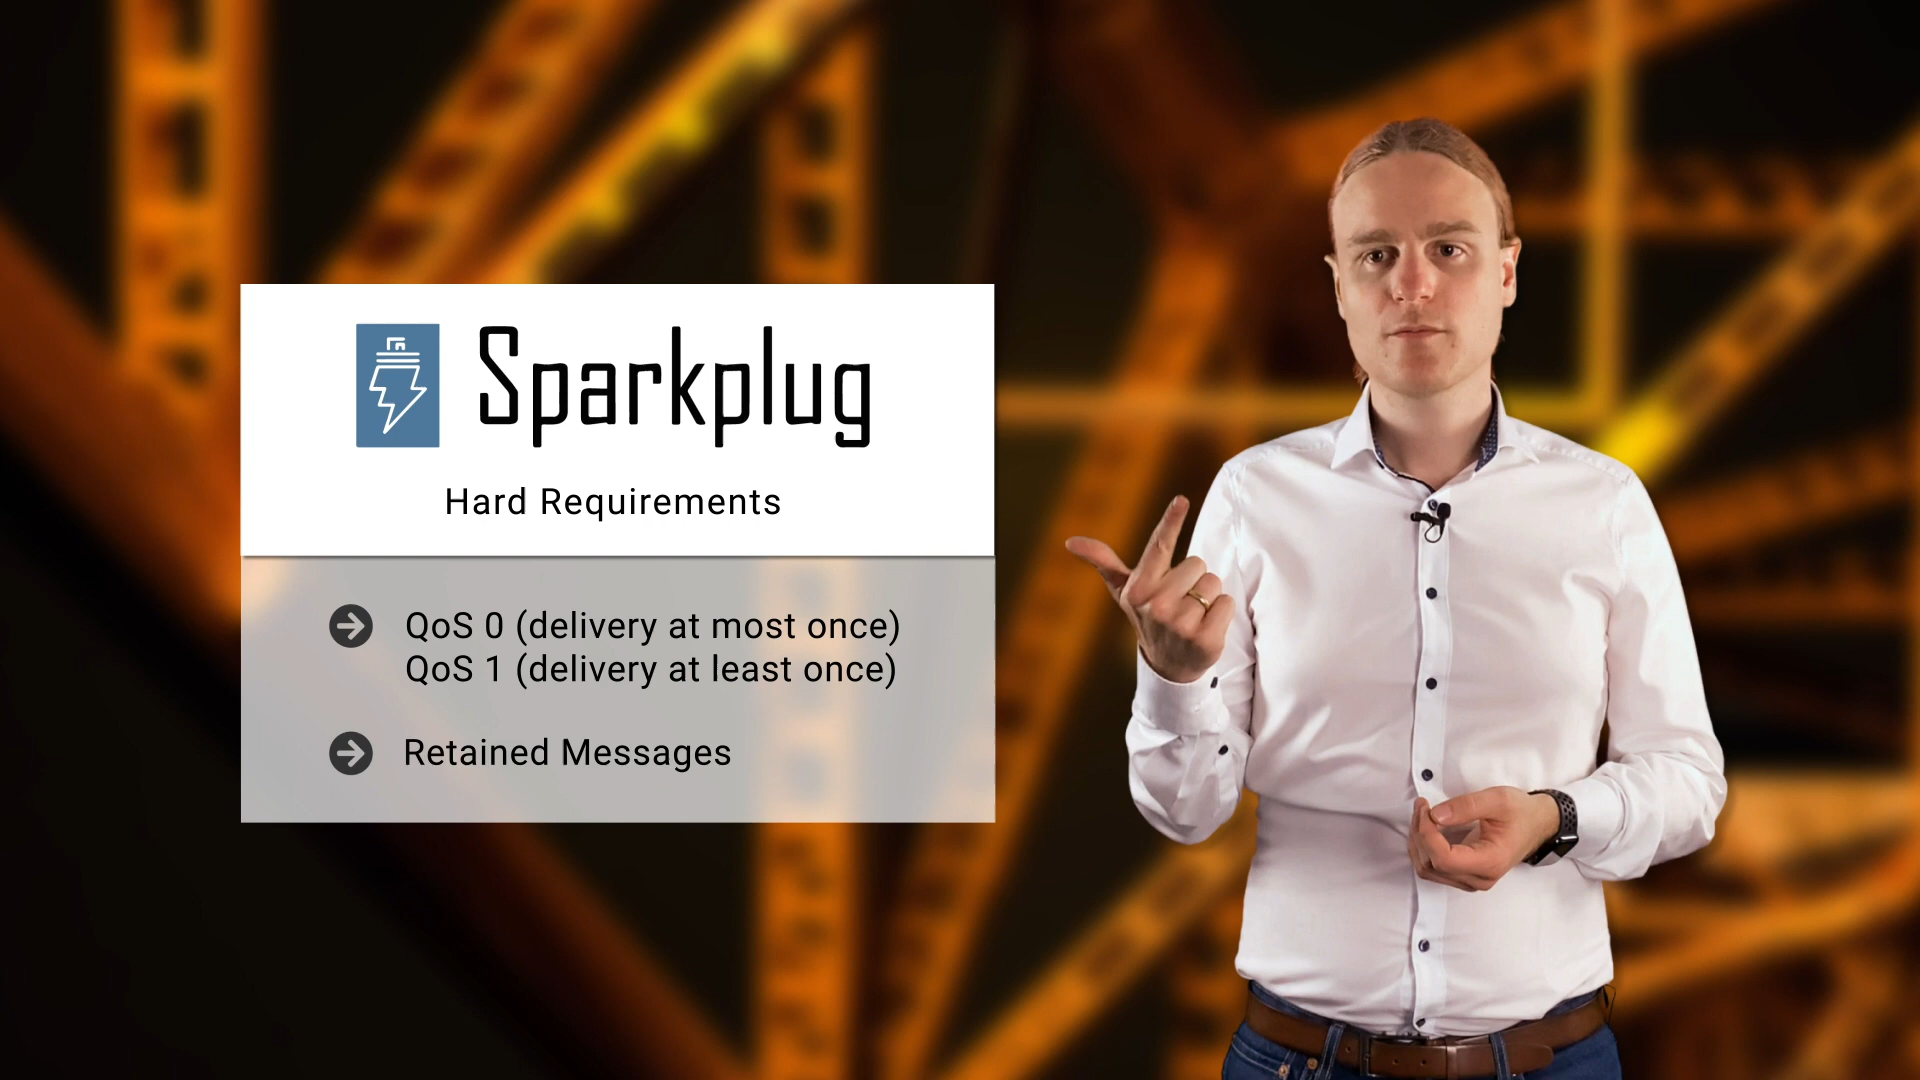 Sparkplug
Hard Requirements
QoS 0 (delivery at most once)
QoS 1 (delivery at least once)
Retained Messages